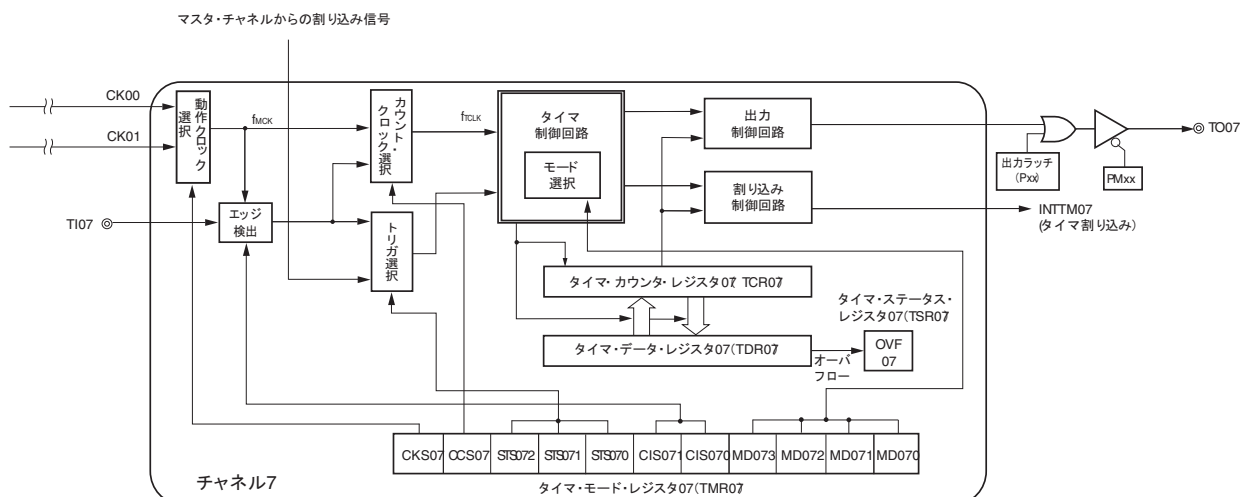 マスタ・チャネルからの割り込み信号
CK00
CK01
動作クロック
選択
fMCK
カウント・
クロック選択
fTCLK
タイマ
制御回路
モード
選択
出力
制御回路
TO07
出力ラッチ
(Pxx)
PMxx
割り込み
制御回路
INTTM07
(タイマ割り込み)
TI07
エッジ
検出
トリガ選択
タイマ・カウンタ・レジスタ07 TCR07
タイマ・ステータス・
レジスタ07(TSR07
タイマ・データ・レジスタ07(TDR07
オーバ
フロー
OVF
07
CKS07 CCS07 STS072 STS071 STS070 CIS071 CIS070 MD073 MD072 MD071 MD070
チャネル7
タイマ・モード・レジスタ07(TMR07